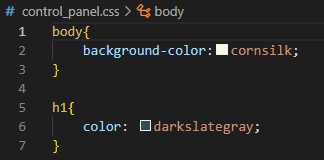 # control_panel.css > body
1 body{
2 background-color: cornsilk;
3 }
4
5 h1{
6 color: darkslategray;
7 }